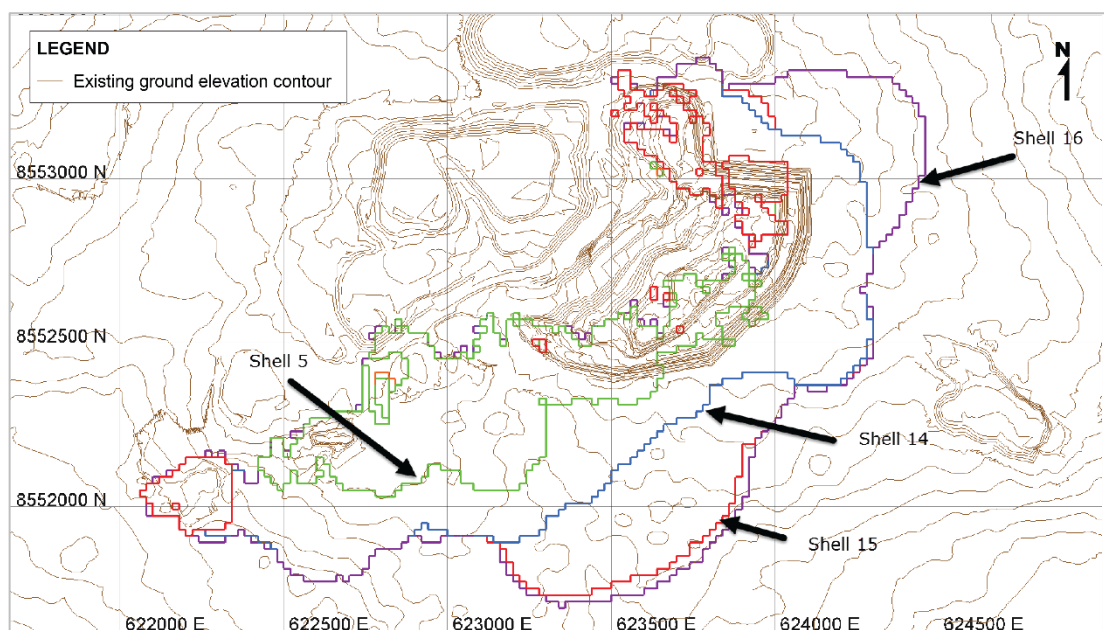 LEGEND
Existing ground elevation contour
N
Shell 16
8553000 N
8552500 N
Shell 5
Shell 14
8552000 N
Shell 15
622000 E
622500 E
623000 E
623500 E
624000 E
624500 E